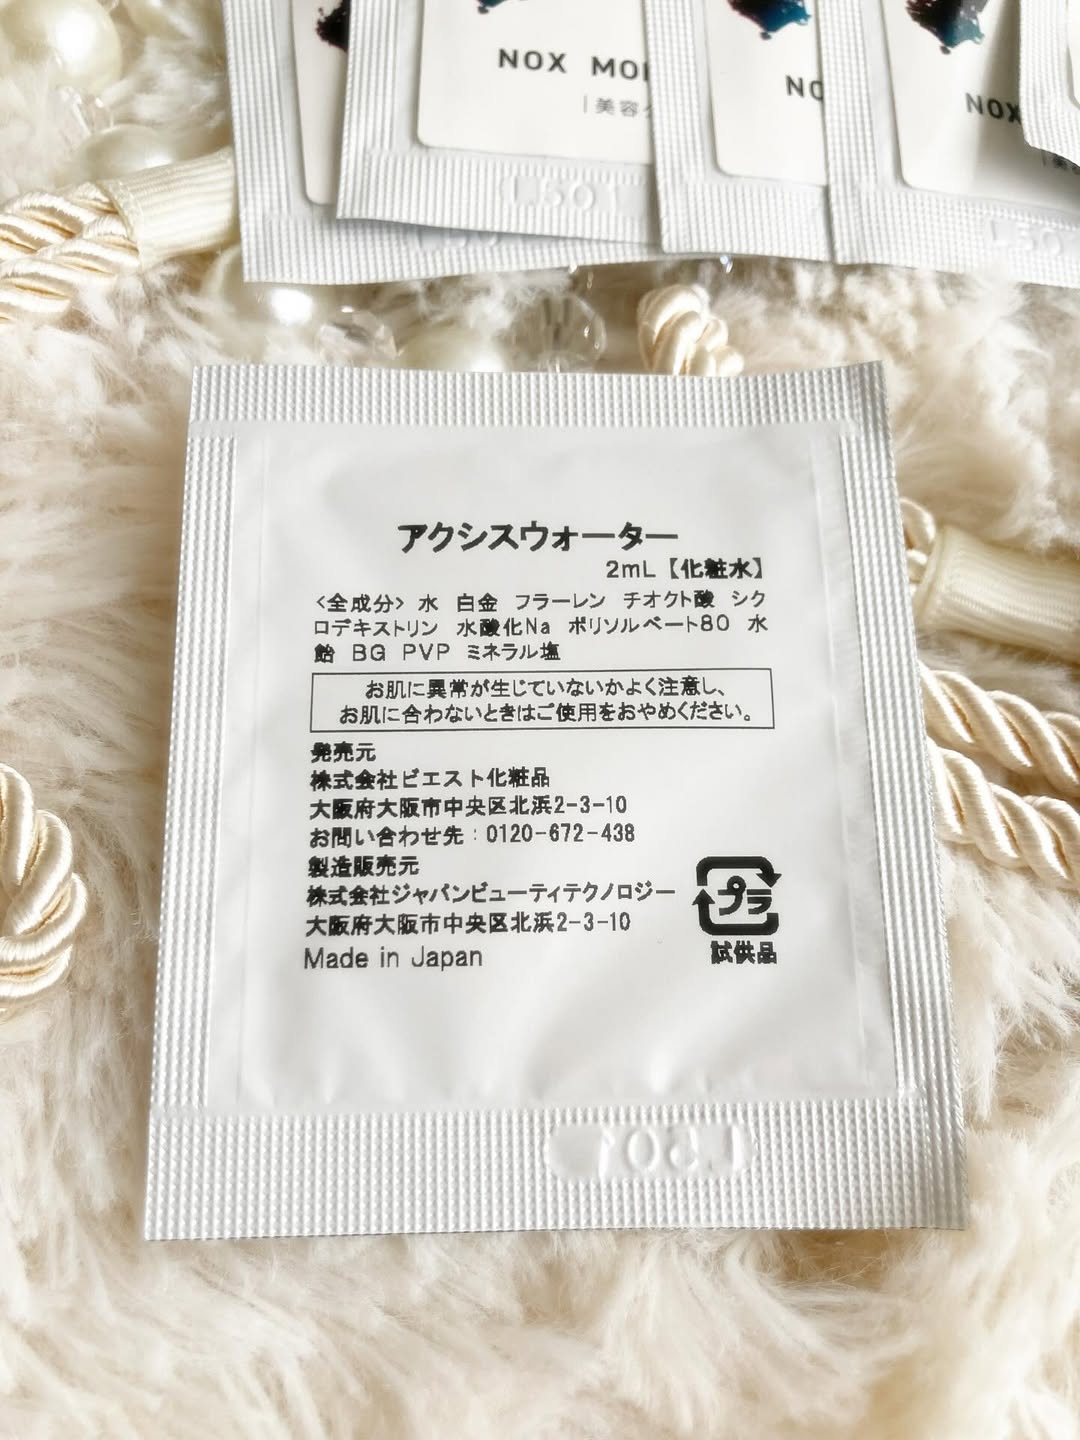 NOX
美容
NO
NOX
L501
アクシスウォーター
2mL【化粧水】
<全成分> 水 白金 フラーレン チオクト酸 シク
ロデキストリン 水酸化Na ポリソルベート80 水
飴 BG PVP ミネラル塩
お肌に異常が生じていないかよく注意し、
お肌に合わないときはご使用をおやめください。
発売元
株式会社ビエスト化粧品
大阪府大阪市中央区北浜2-3-10
お問い合わせ先:0120-672-438
製造販売元
株式会社ジャパンビューティテクノロジー
大阪府大阪市中央区北浜2-3-10
プラ
試供品
Made in Japan
L501